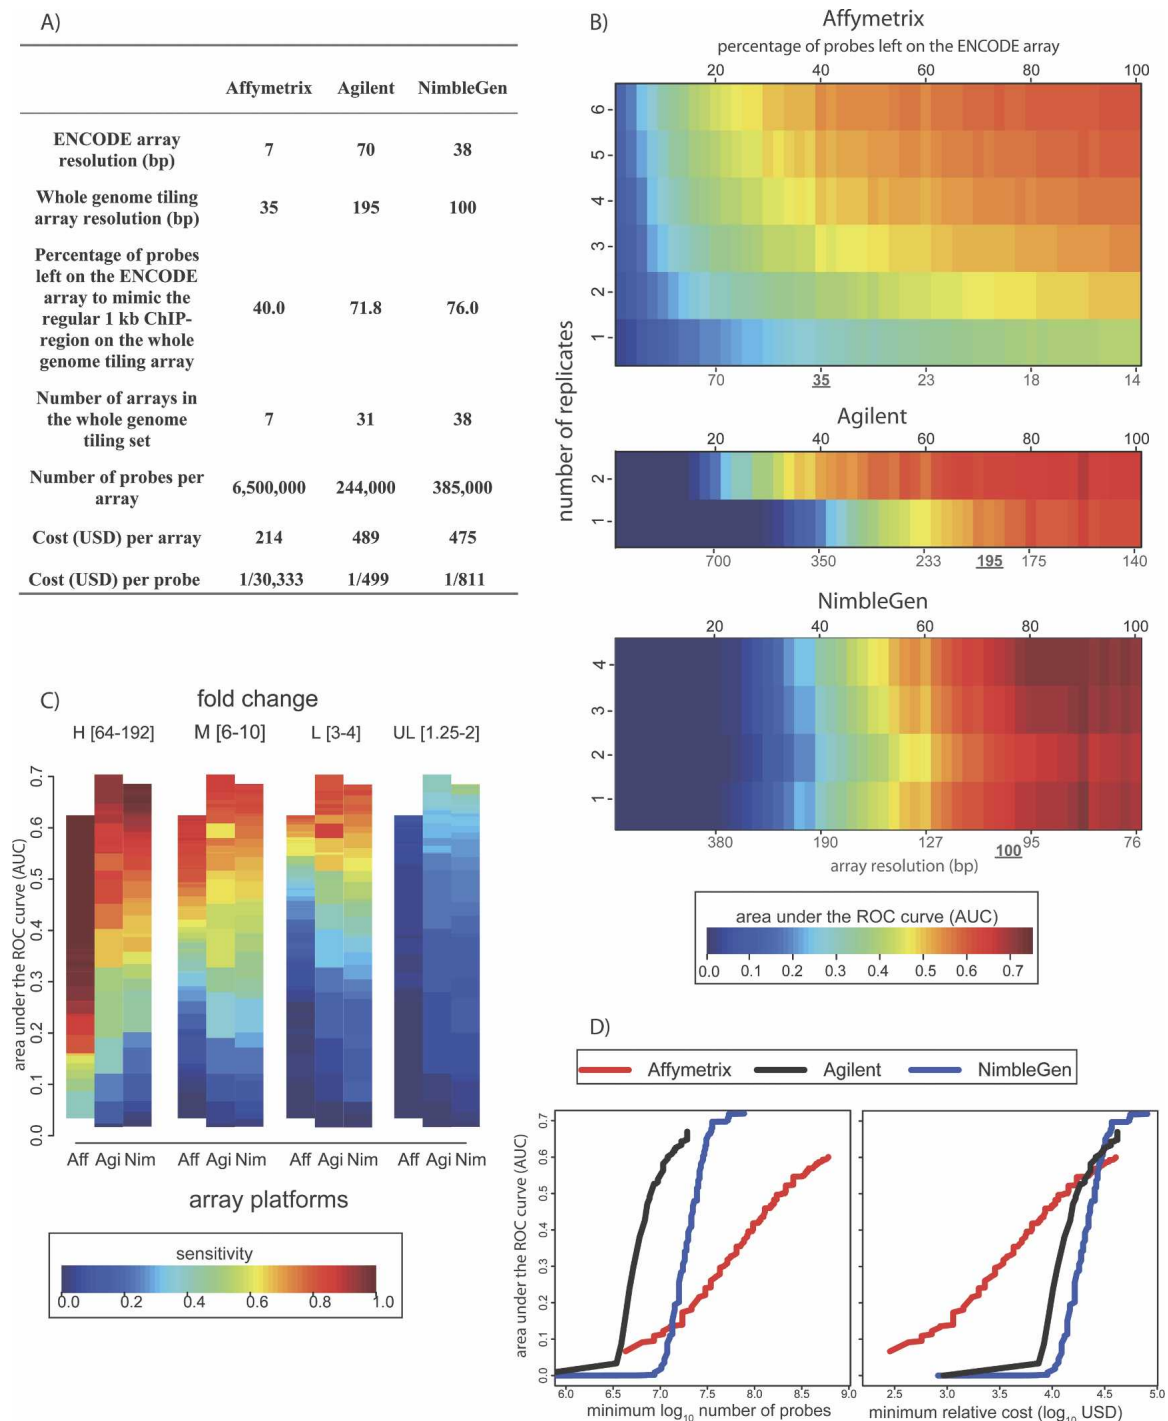 A)
Affymetrix Agilent NimbleGen
ENCODE array
resolution (bp)
7 70 38
Whole genome tiling
array resolution (bp)
35 195 100
Percentage of probes
left on the ENCODE
array to mimic the
regular 1 kb ChIP-
region on the whole
genome tiling array
40.0 71.8 76.0
Number of arrays in
the whole genome
tiling set
7 31 38
Number of probes per
array
6,500,000 244,000 385,000
Cost (USD) per array 214 489 475
Cost (USD) per probe 1/30,333 1/499 1/811
B)
Affymetrix
percentage of probes left on the ENCODE array
20 40 60 80 100
6
5
4
3
2
1
70 35 23 18 14
number of replicates
Agilent
20 40 60 80 100
2
1
700 350 233 195 175 140
NimbleGen
20 40 60 80 100
4
3
2
1
380 190 127 100 95 76
array resolution (bp)
area under the ROC curve (AUC)
0.0 0.1 0.2 0.3 0.4 0.5 0.6 0.7
C)
fold change
H [64-192] M [6-10] L [3-4] UL [1.25-2]
area under the ROC curve (AUC)
0.7
0.6
0.5
0.4
0.3
0.2
0.1
0.0
Aff Agi Nim Aff Agi Nim Aff Agi Nim Aff Agi Nim
array platforms
sensitivity
0.0 0.2 0.4 0.6 0.8 1.0
D)
Affymetrix Agilent NimbleGen
area under the ROC curve (AUC)
0.7
0.6
0.5
0.4
0.3
0.2
0.1
0.0
6.0 6.5 7.0 7.5 8.0 8.5 9.0
minimum log10 number of probes
2.5 3.0 3.5 4.0 4.5 5.0
minimum relative cost (log10 USD)